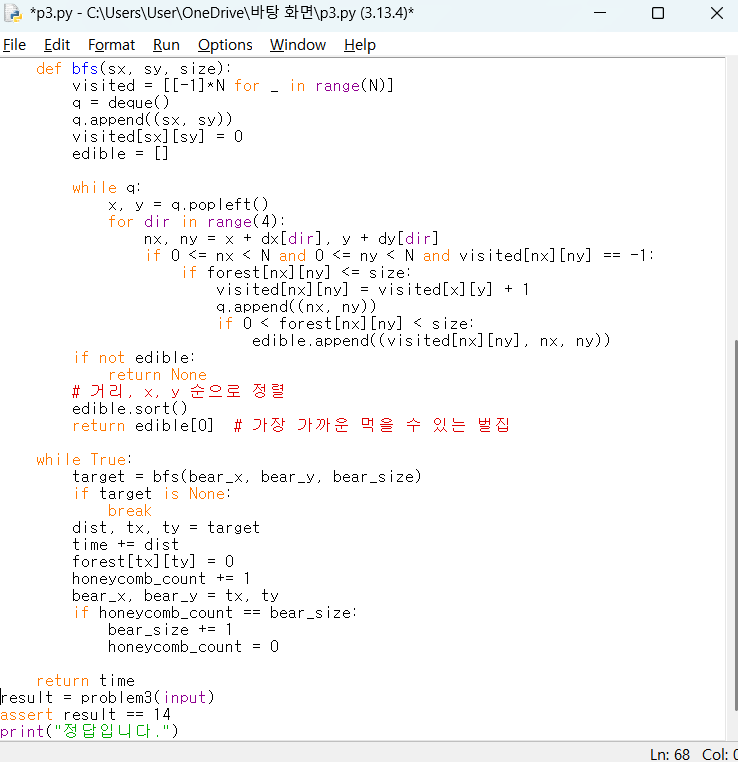 *p3.py - C:\Users\User\OneDrive\바탕 화면\p3.py (3.13.4)*
File Edit Format Run Options Window Help
    def bfs(sx, sy, size):
        visited = [[-1]*N for _ in range(N)]
        q = deque()
        q.append((sx, sy))
        visited[sx][sy] = 0
        edible = []

        while q:
            x, y = q.popleft()
            for dir in range(4):
                nx, ny = x + dx[dir], y + dy[dir]
                if 0 <= nx < N and 0 <= ny < N and visited[nx][ny] == -1:
                    if forest[nx][ny] <= size:
                        visited[nx][ny] = visited[x][y] + 1
                        q.append((nx, ny))
                        if 0 < forest[nx][ny] < size:
                            edible.append((visited[nx][ny], nx, ny))
        if not edible:
            return None
        # 거리, x, y 순으로 정렬
        edible.sort()
        return edible[0]  # 가장 가까운 먹을 수 있는 벌집

    while True:
        target = bfs(bear_x, bear_y, bear_size)
        if target is None:
            break
        dist, tx, ty = target
        time += dist
        forest[tx][ty] = 0
        honeycomb_count += 1
        bear_x, bear_y = tx, ty
        if honeycomb_count == bear_size:
            bear_size += 1
            honeycomb_count = 0

    return time
result = problem3(input)
assert result == 14
print("정답입니다.")
Ln: 68 Col: 0